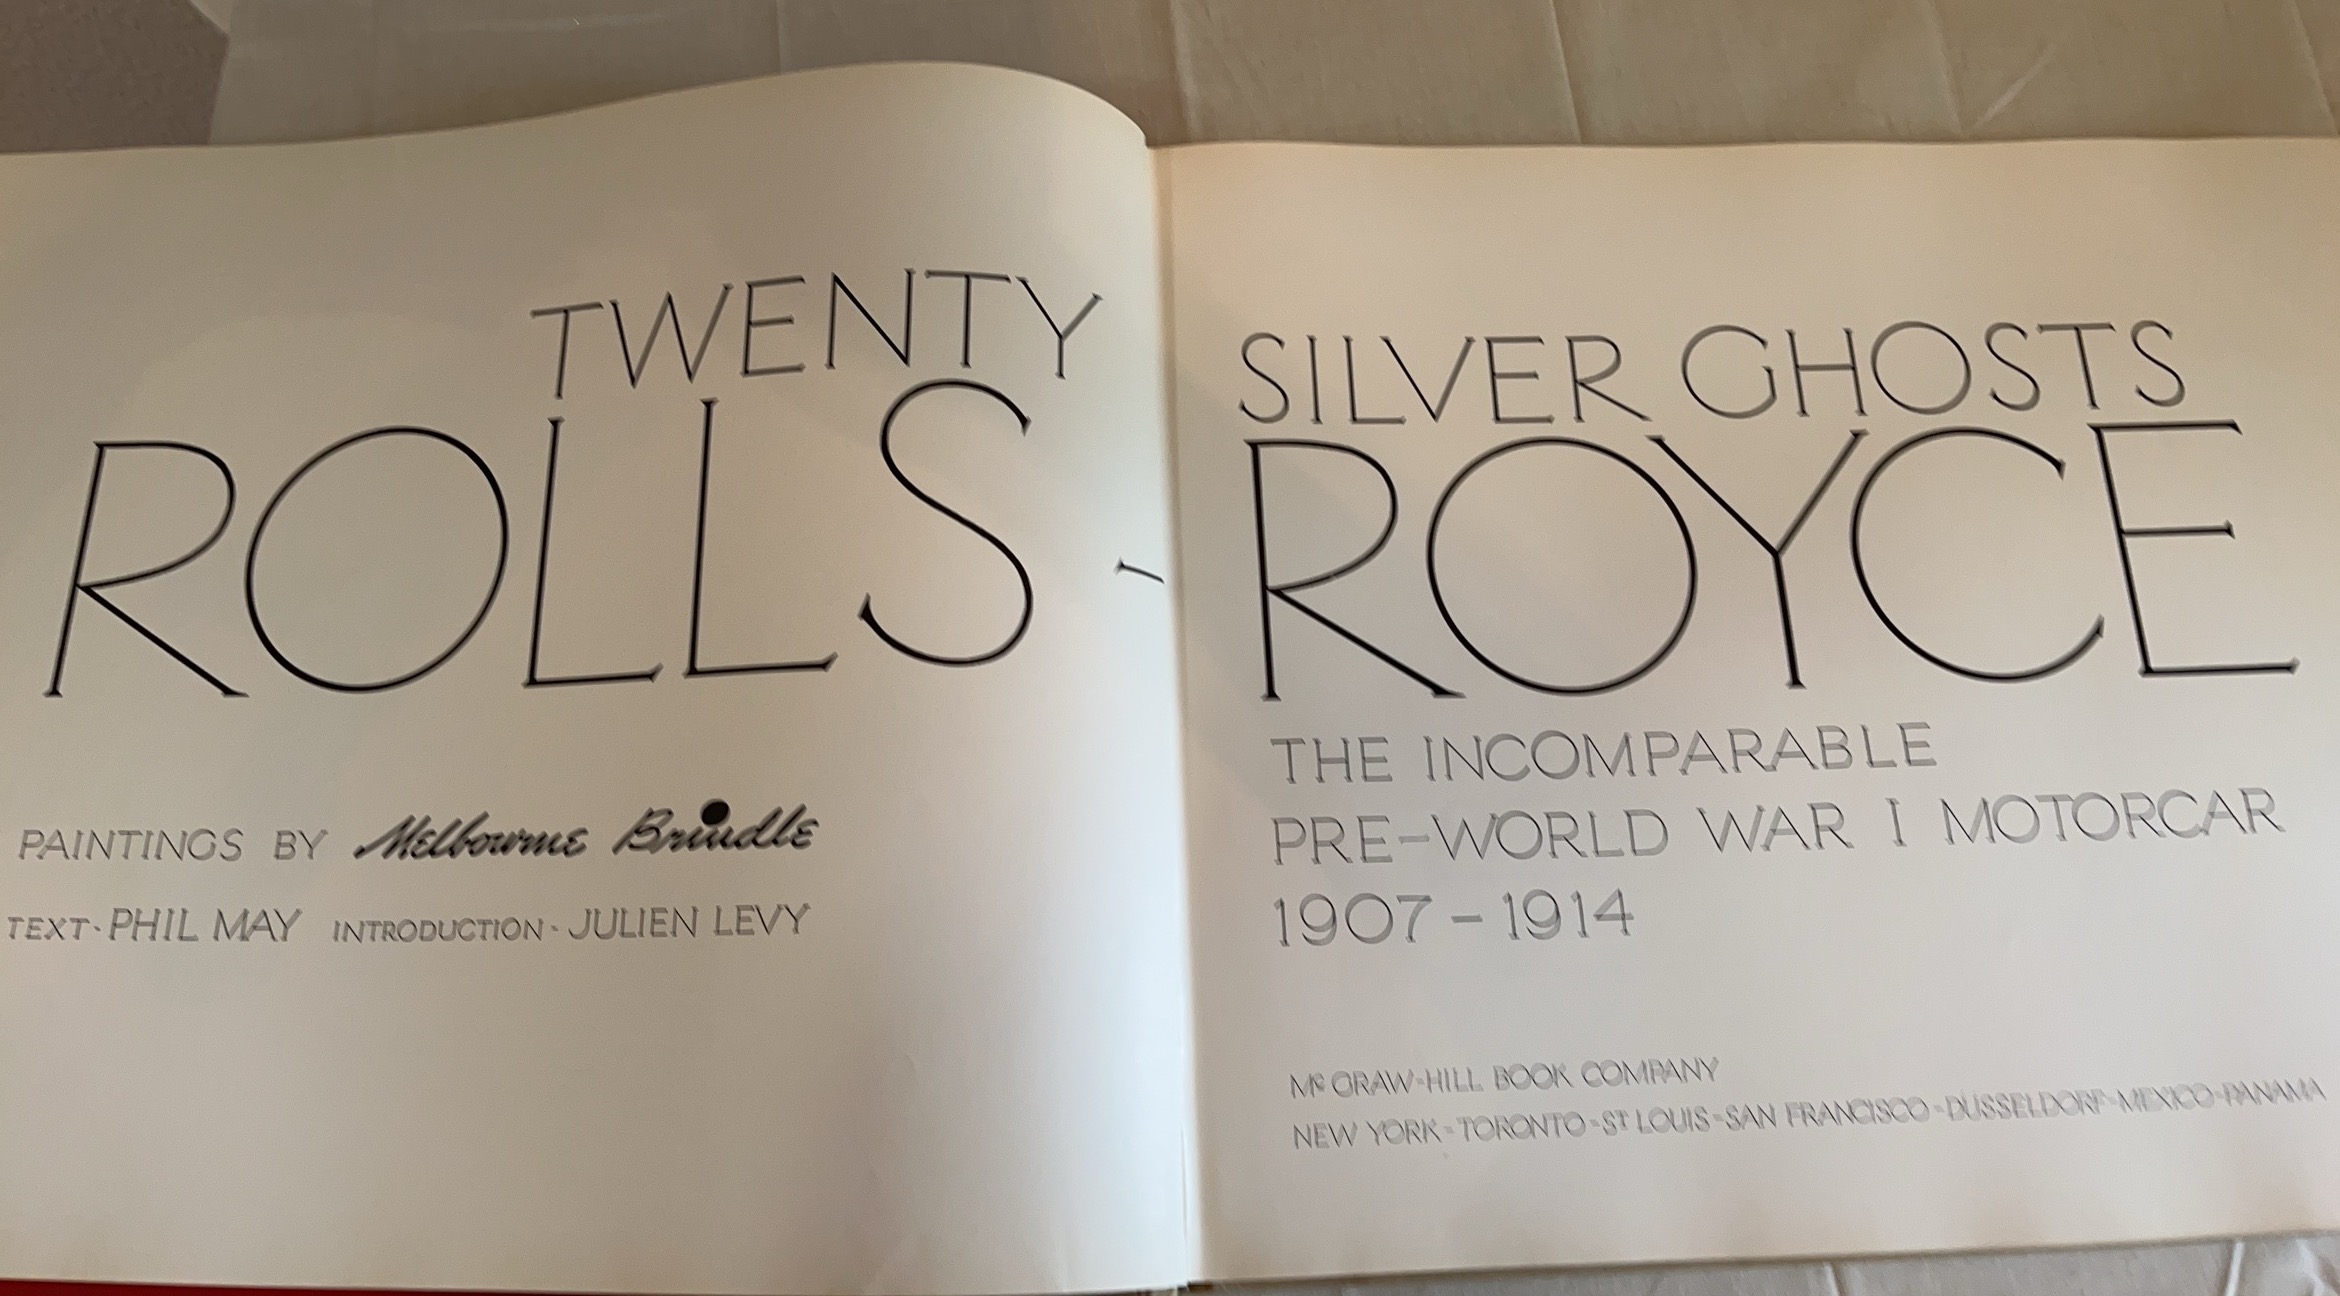 TWENTY SILVER GHOSTS
ROLLS-ROYCE
THE INCOMPARABLE
PRE-WORLD WAR I MOTORCAR
1907-1914
PAINTINGS BY Melbourne Brindle
TEXT·PHIL MAY INTRODUCTION·JULIEN LEVY
McGRAW-HILL BOOK COMPANY
NEW YORK·TORONTO·ST LOUIS·SAN FRANCISCO·DÜSSELDORF·MEXICO·PANAMA